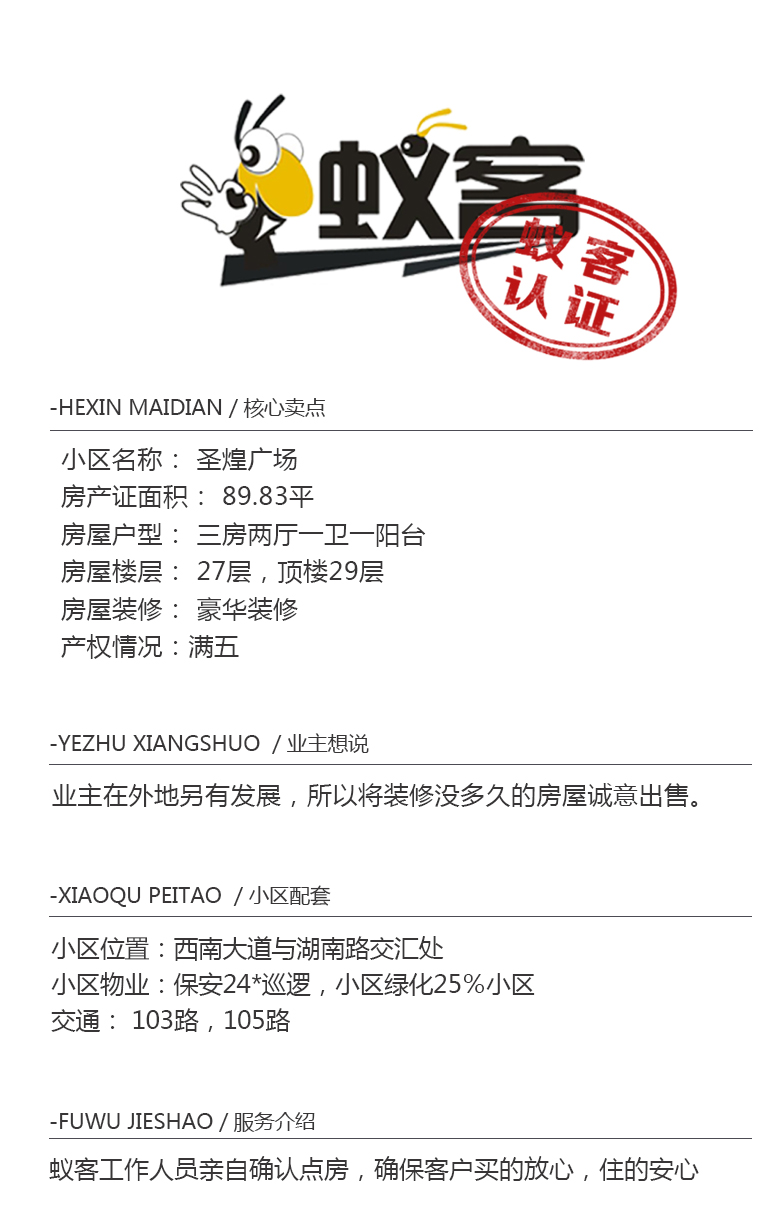 蚁客
蚁客
认证
-HEXIN MAIDIAN / 核心卖点
小区名称： 圣煌广场
房产证面积： 89.83平
房屋户型： 三房两厅一卫一阳台
房屋楼层： 27层，顶楼29层
房屋装修： 豪华装修
产权情况：满五
-YEZHU XIANGSHUO / 业主想说
业主在外地另有发展，所以将装修没多久的房屋诚意出售。
-XIAOQU PEITAO / 小区配套
小区位置：西南大道与湖南路交汇处
小区物业：保安24*巡逻，小区绿化25%小区
交通： 103路，105路
-FUWU JIESHAO / 服务介绍
蚁客工作人员亲自确认点房，确保客户买的放心，住的安心